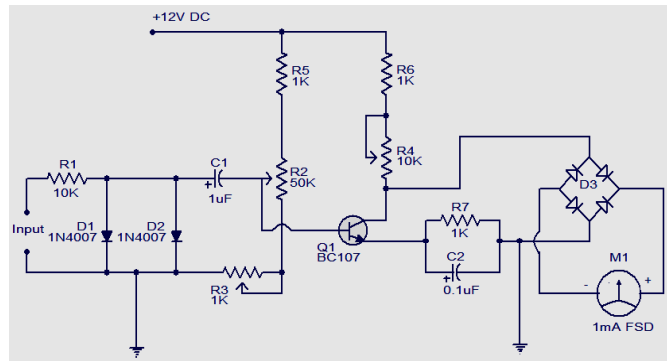 +12V DC
R5
1K
R6
1K
R4
10K
R1
10K
C1
+
1uF
R2
50K
D3
Input
D1
1N4007
D2
1N4007
Q1
BC107
R7
1K
+
C2
0.1uF
R3
1K
M1
- +
1mA FSD